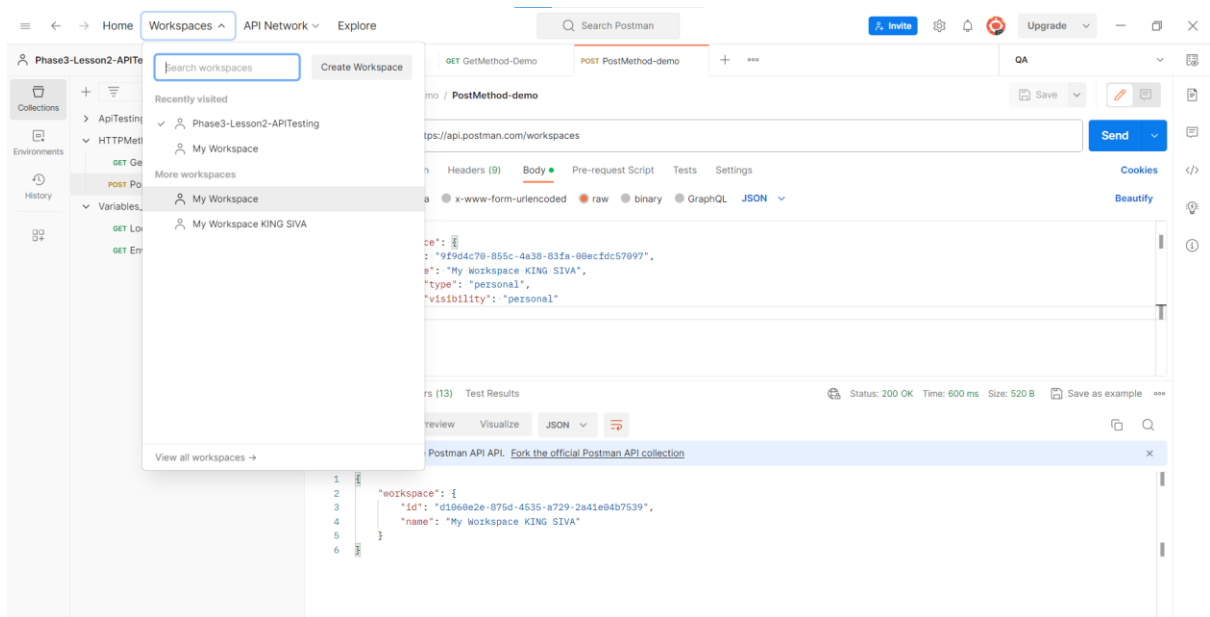 Home Workspaces API Network Explore Search Postman Invite Upgrade
Phase3-Lesson2-APITe
Search workspaces Create Workspace
GET GetMethod-Demo POST PostMethod-demo QA
Collections
Environments
History
ApiTesting
HTTPMet
GET Ge
POST Po
Variables_
GET Lo
GET En
Recently visited
Phase3-Lesson2-APITesting
My Workspace
More workspaces
My Workspace
My Workspace KING SIVA
View all workspaces →
mo / PostMethod-demo Save
tps://api.postman.com/workspaces Send
Headers (9) Body Pre-request Script Tests Settings Cookies
a x-www-form-urlencoded raw binary GraphQL JSON Beautify
ce": {
: "9f9d4c70-855c-4a38-83fa-00ecfdc57097",
e": "My Workspace KING SIVA",
"type": "personal",
"visibility": "personal"
rs (13) Test Results Status: 200 OK Time: 600 ms Size: 520 B Save as example
review Visualize JSON
Postman API API. Fork the official Postman API collection
1 {
2 "workspace": {
3 "id": "d1060e2e-875d-4535-a729-2a41e04b7539",
4 "name": "My Workspace KING SIVA"
5 }
6 }